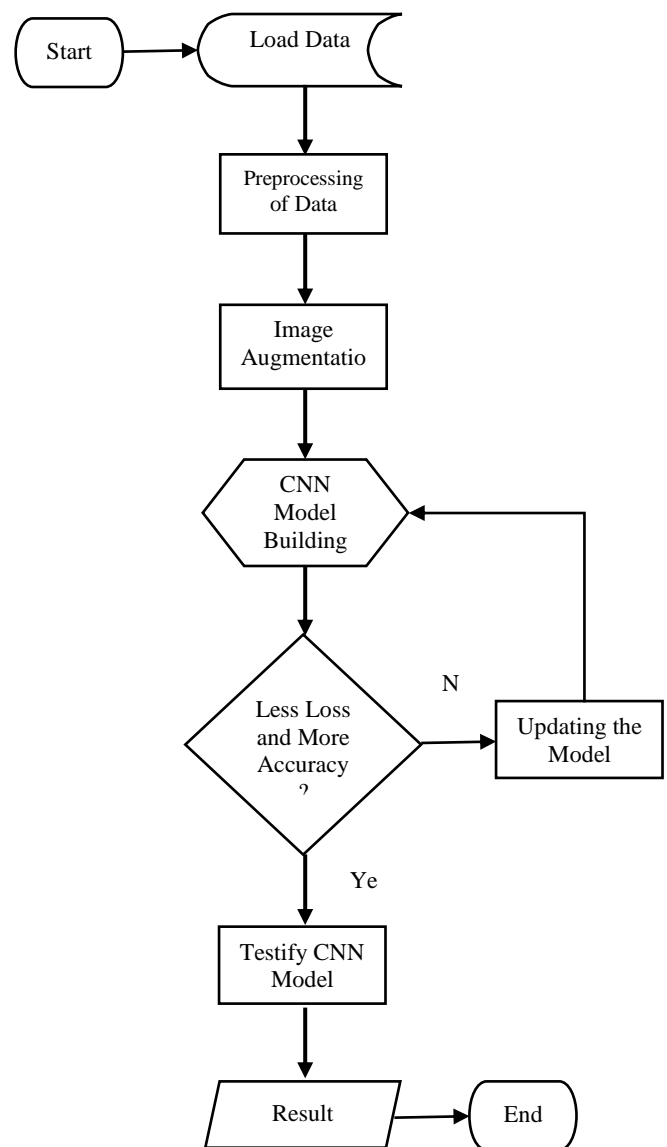 Start
Load Data
Preprocessing
of Data
Image
Augmentatio
CNN
Model
Building
Less Loss
and More
Accuracy
?
N
Updating the
Model
Ye
Testify CNN
Model
Result
End